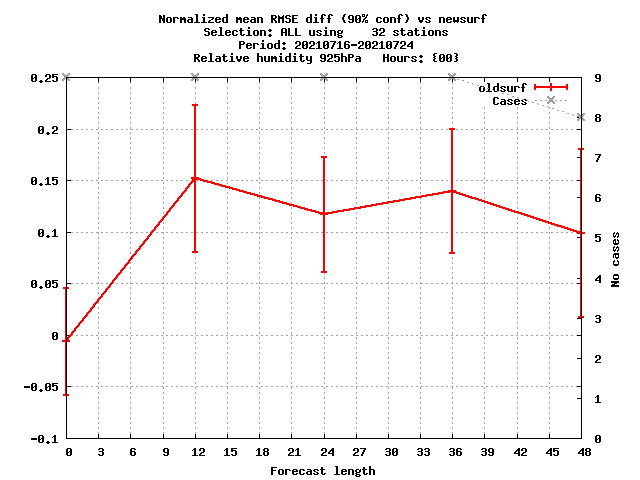 Normalized mean RMSE diff (90% conf) vs newsurf
Selection: ALL using    32 stations
Period: 20210716-20210724
Relative humidity 925hPa   Hours: {00}
0.25
0.2
0.15
0.1
0.05
0
-0.05
-0.1
9
8
7
6
5
4
3
2
1
0
oldsurf
Cases
No cases
0 3 6 9 12 15 18 21 24 27 30 33 36 39 42 45 48
Forecast length